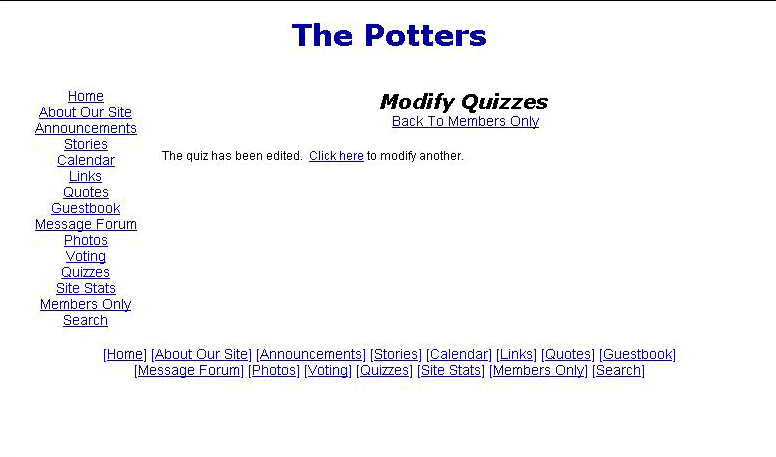 The Potters
Home
About Our Site
Announcements
Stories
Calendar
Links
Quotes
Guestbook
Message Forum
Photos
Voting
Quizzes
Site Stats
Members Only
Search
Modify Quizzes
Back To Members Only
The quiz has been edited. Click here to modify another.
[Home] [About Our Site] [Announcements] [Stories] [Calendar] [Links] [Quotes] [Guestbook]
[Message Forum] [Photos] [Voting] [Quizzes] [Site Stats] [Members Only] [Search]